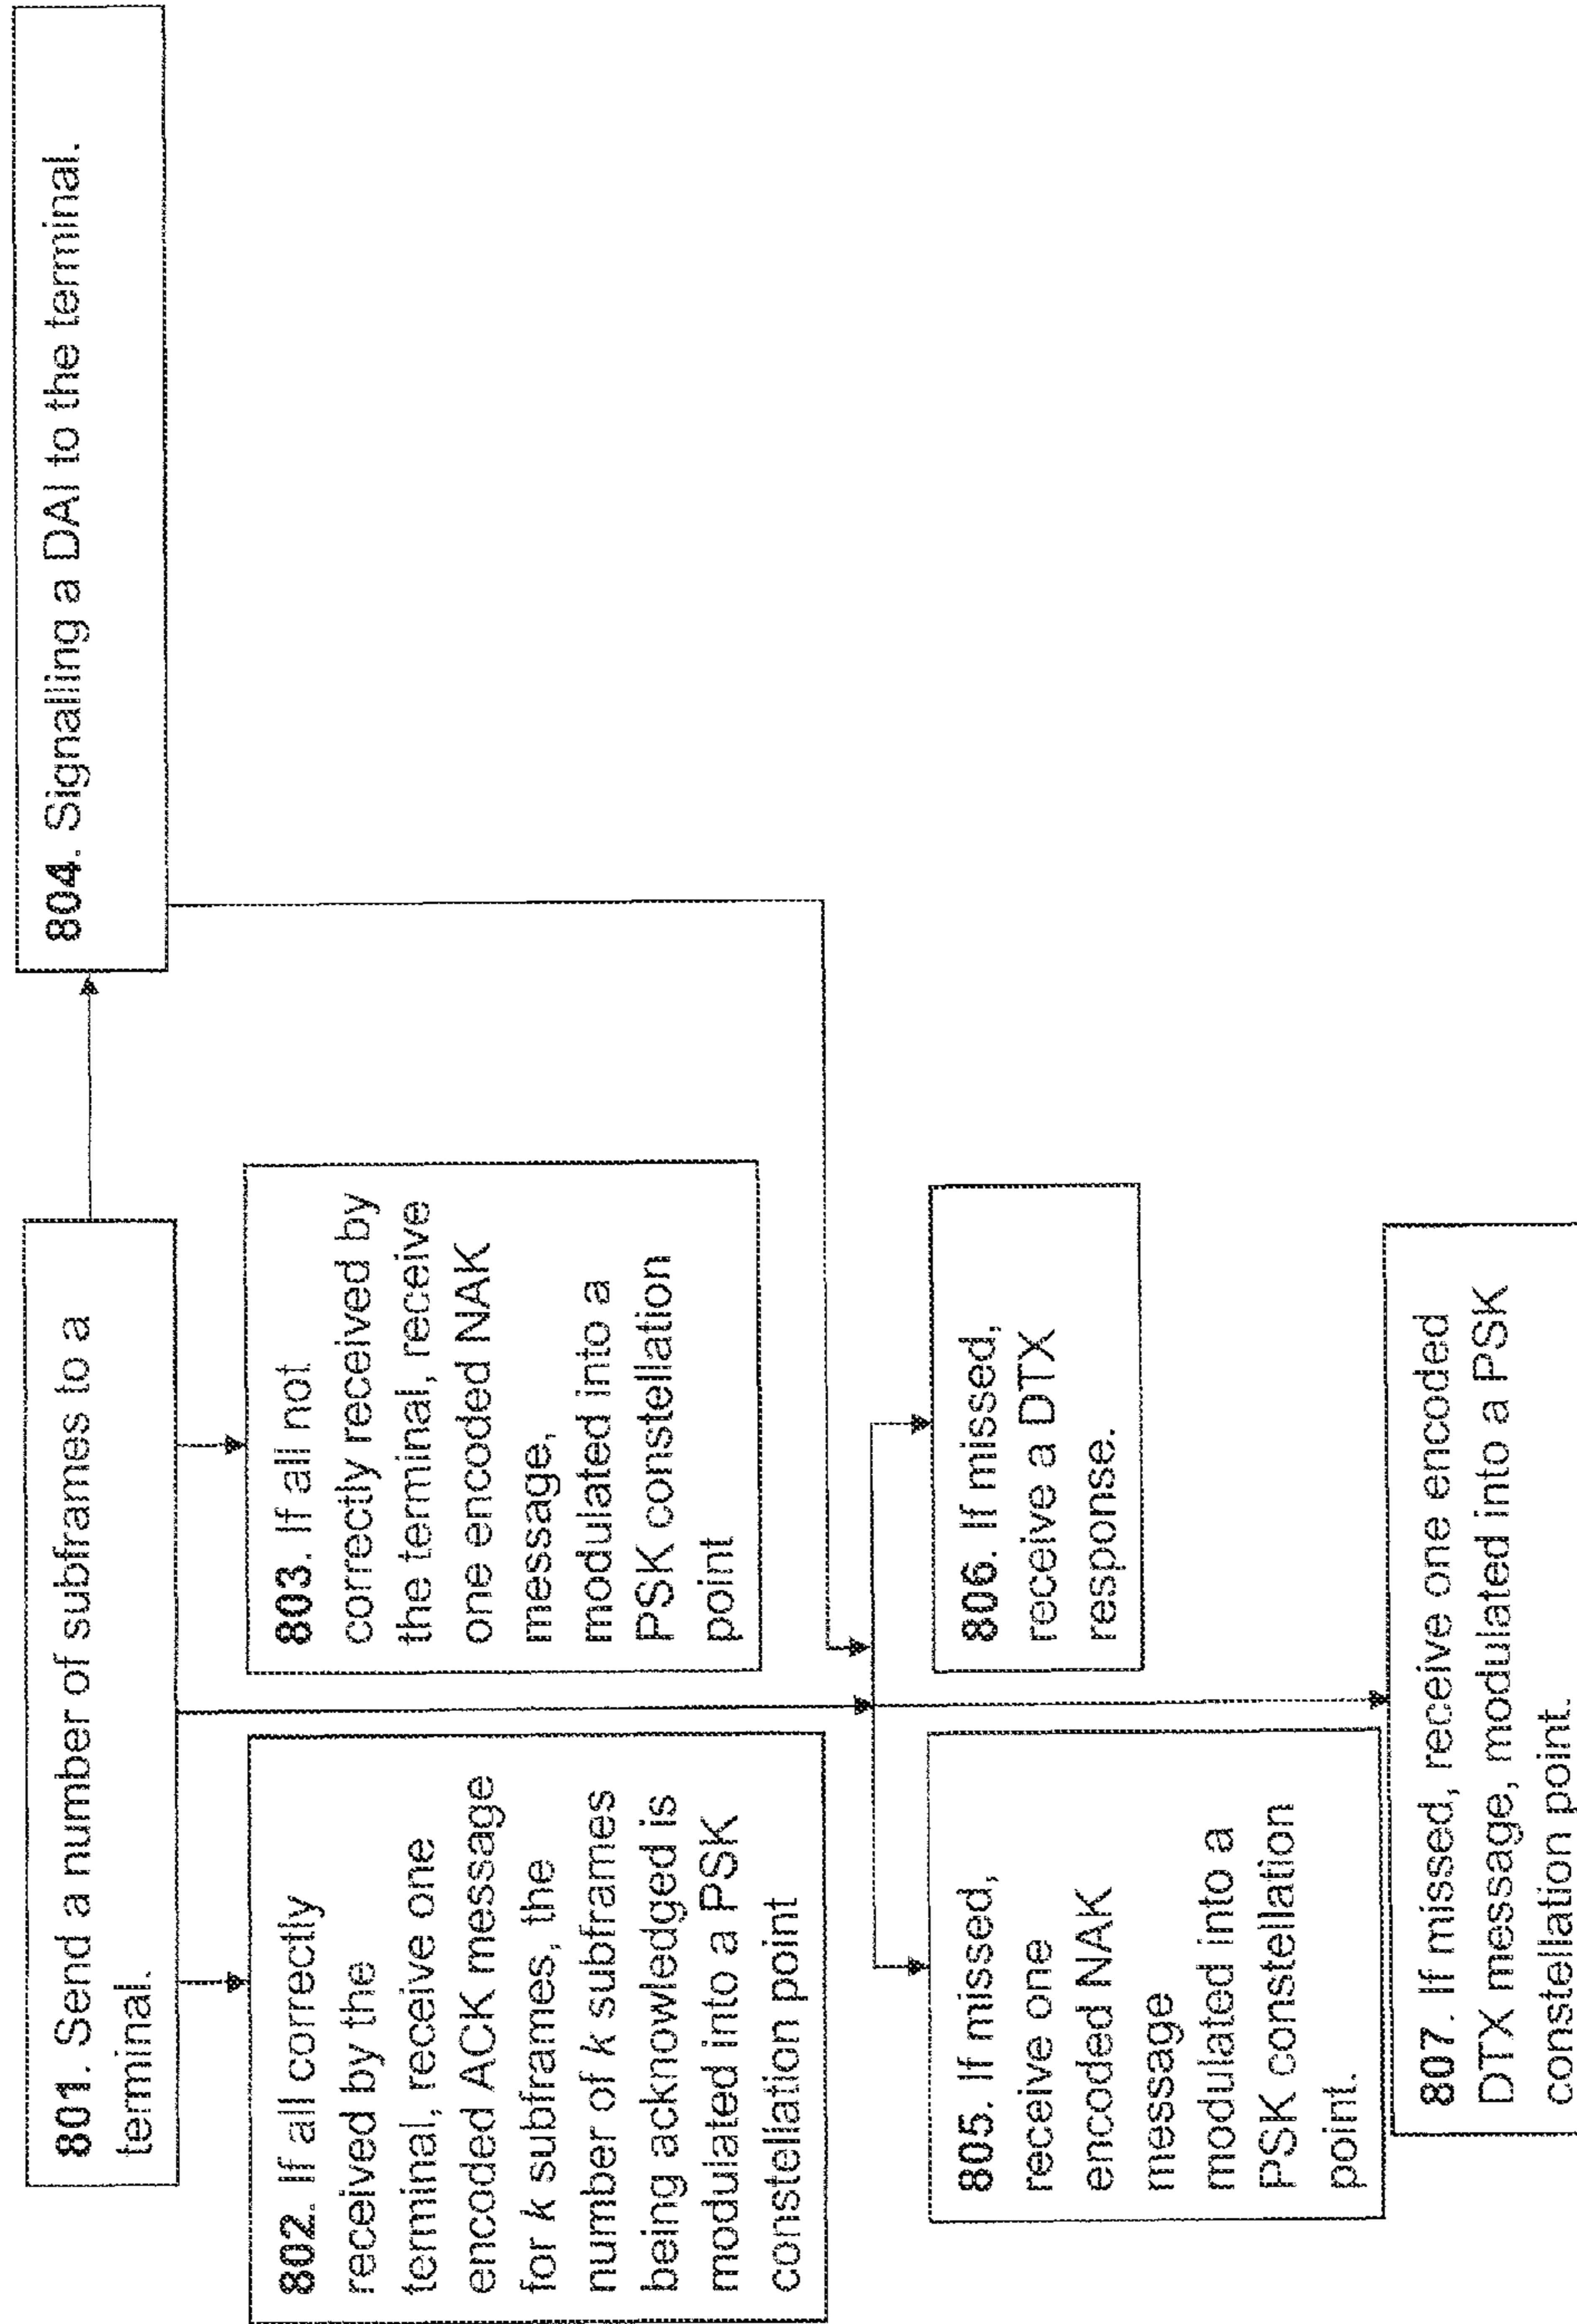 801. Send a number of subframes to a
terminal.
804. Signalling a DAI to the terminal.
802. If all correctly
received by the
terminal, receive one
encoded ACK message
for k subframes, the
number of k subframes
being acknowledged is
modulated into a PSK
constellation point
803. If all not
correctly received by
the terminal, receive
one encoded NAK
message,
modulated into a
PSK constellation
point
805. If missed,
receive one
encoded NAK
message
modulated into a
PSK constellation
point.
806. If missed,
receive a DTX
response.
807. If missed, receive one encoded
DTX message, modulated into a PSK
constellation point.